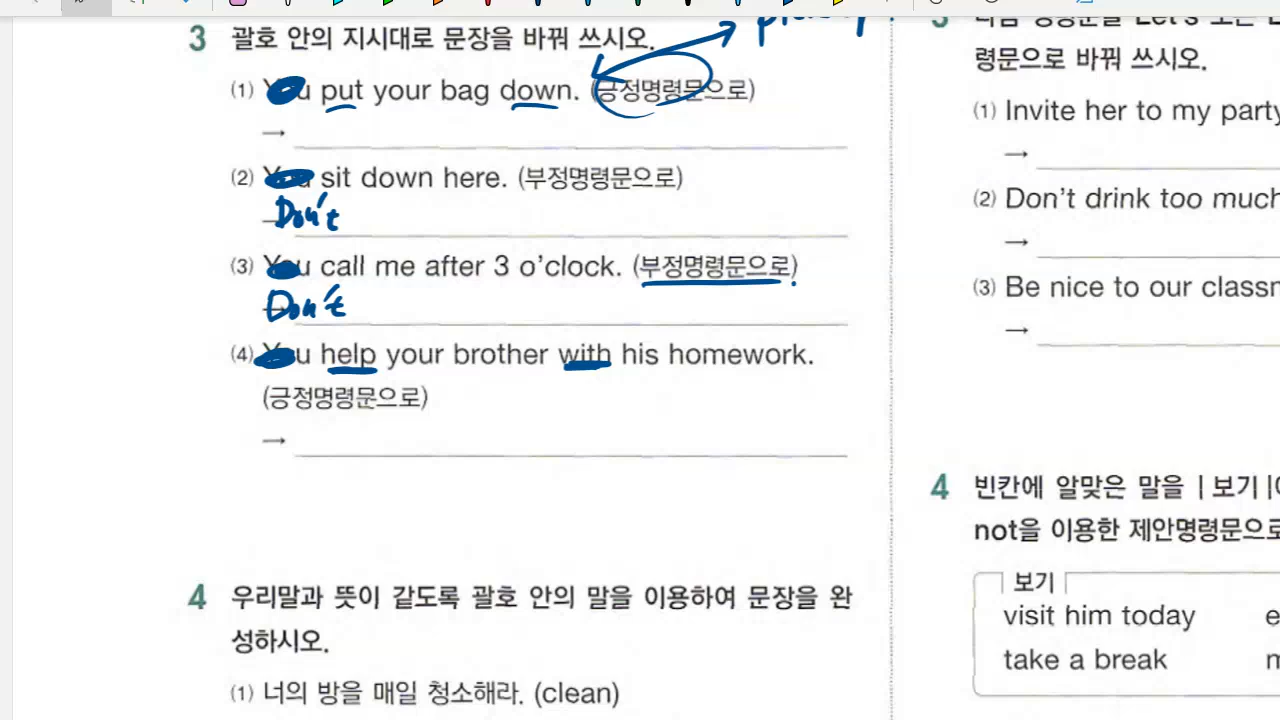 3 괄호 안의 지시대로 문장을 바꿔 쓰시오.
(1) You put your bag down. (긍정명령문으로)
→
(2) You sit down here. (부정명령문으로)
→ Don't
(3) You call me after 3 o'clock. (부정명령문으로)
→ Don't
(4) You help your brother with his homework.
(긍정명령문으로)
→
4 우리말과 뜻이 같도록 괄호 안의 말을 이용하여 문장을 완
성하시오.
(1) 너의 방을 매일 청소해라. (clean)
령문으로 바꿔 쓰시오.
(1) Invite her to my party
→
(2) Don't drink too much
→
(3) Be nice to our
→
4 빈칸에 알맞은 말을 |보기|
not을 이용한 제안명령문으로
보기
visit him today
take a break